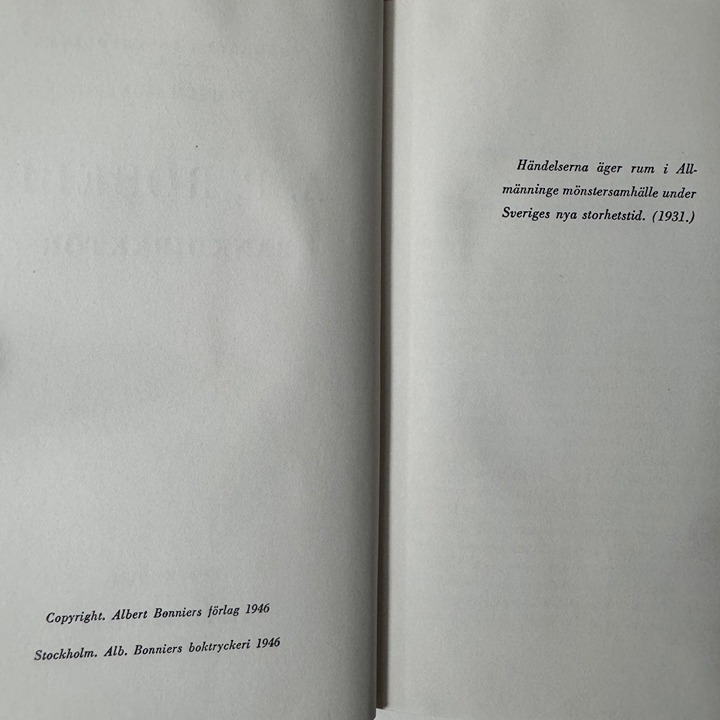 Copyright. Albert Bonniers förlag 1946
Stockholm. Alb. Bonniers boktryckeri 1946
Händelserna äger rum i All-
männinge mönstersamhälle under
Sveriges nya storhetstid. (1931.)